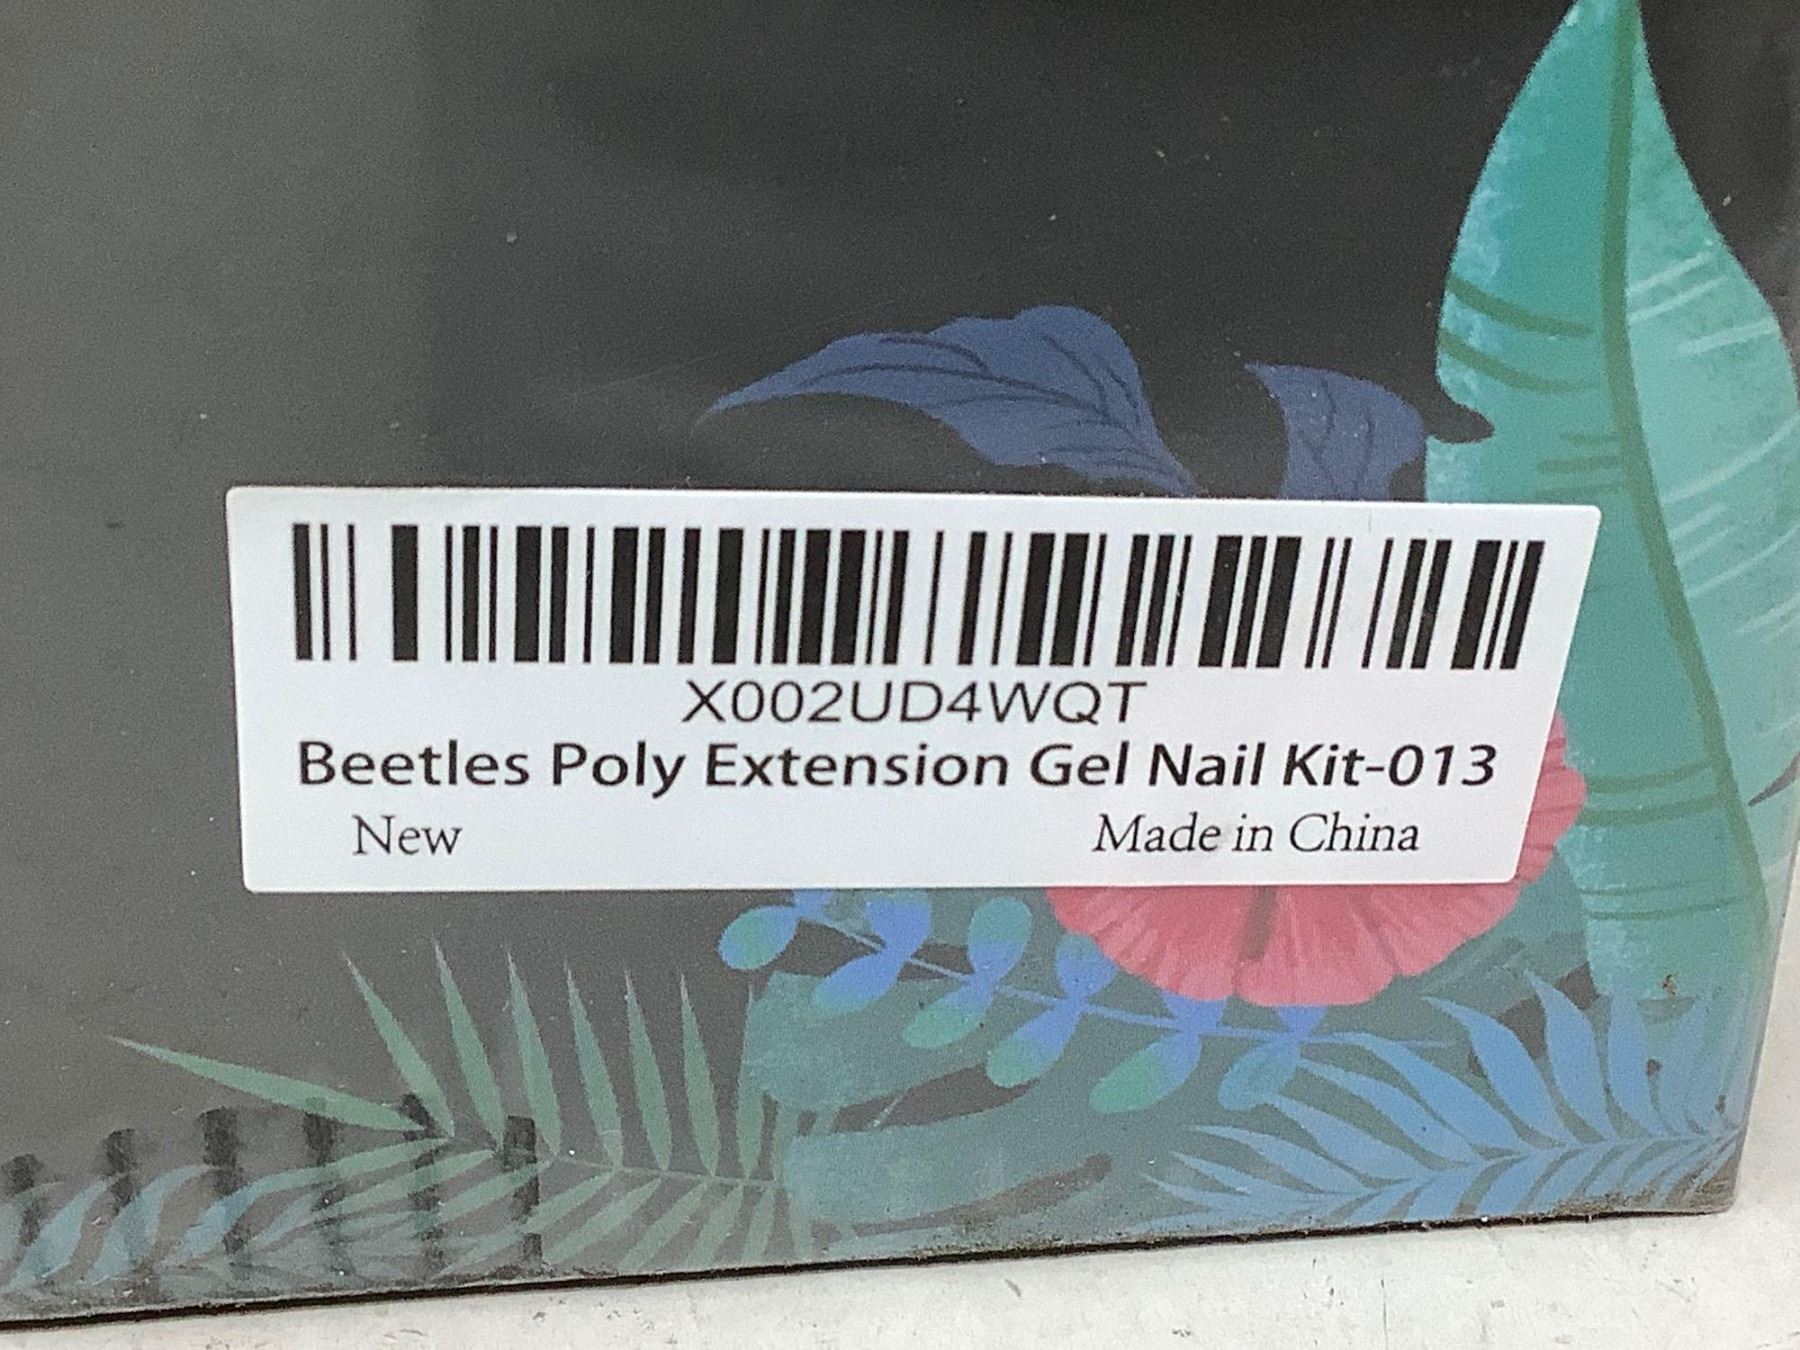 X002UD4WQT
Beetles Poly Extension Gel Nail Kit-013
New Made in China